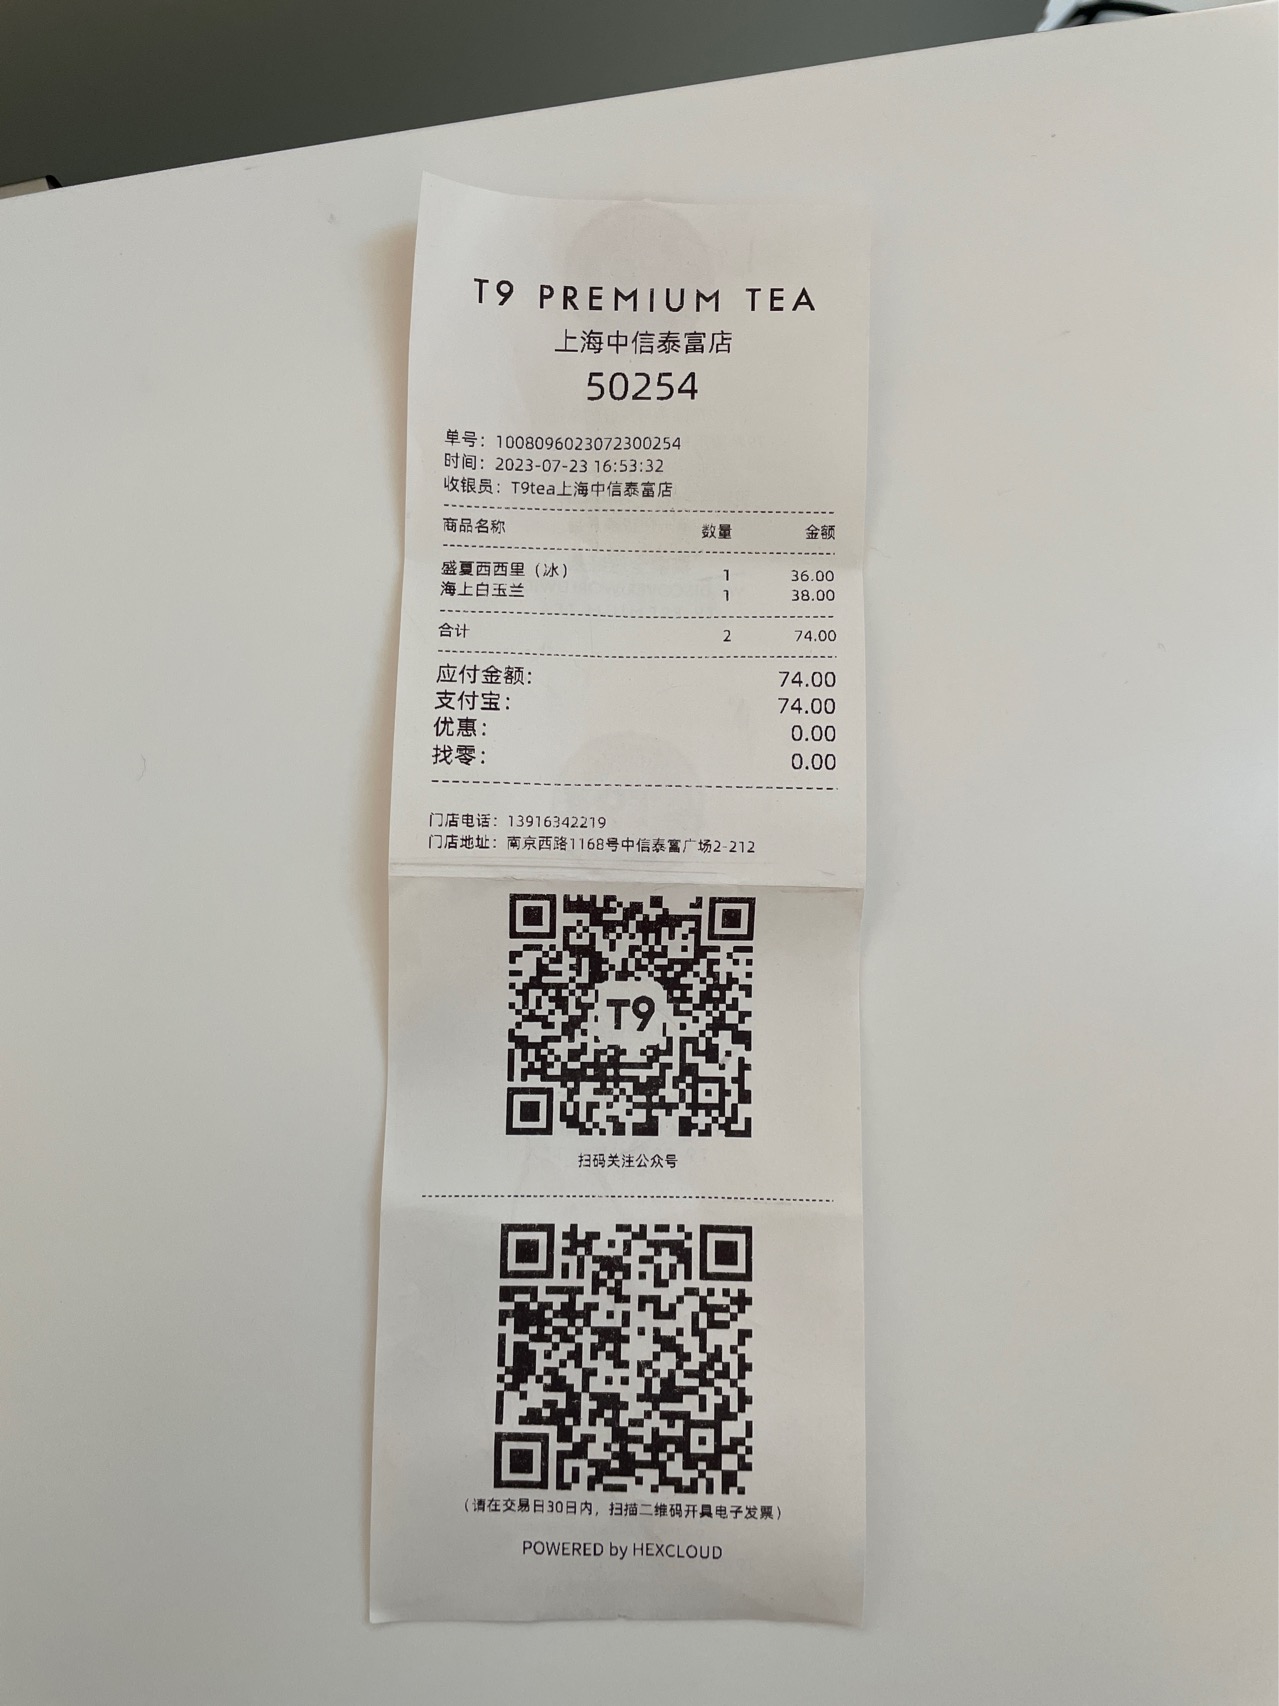 T9 PREMIUM TEA
上海中信泰富店
50254
单号：1008096023072300254
时间：2023-07-23 16:53:32
收银员：T9tea上海中信泰富店
商品名称 数量 金额
盛夏西西里（冰） 1 36.00
海上白玉兰 1 38.00
合计 2 74.00
应付金额： 74.00
支付宝： 74.00
优惠： 0.00
找零： 0.00
门店电话：13916342219
门店地址：南京西路1168号中信泰富广场2-212
T9
扫码关注公众号
（请在交易日30日内，扫描二维码开具电子发票）
POWERED by HEXCLOUD